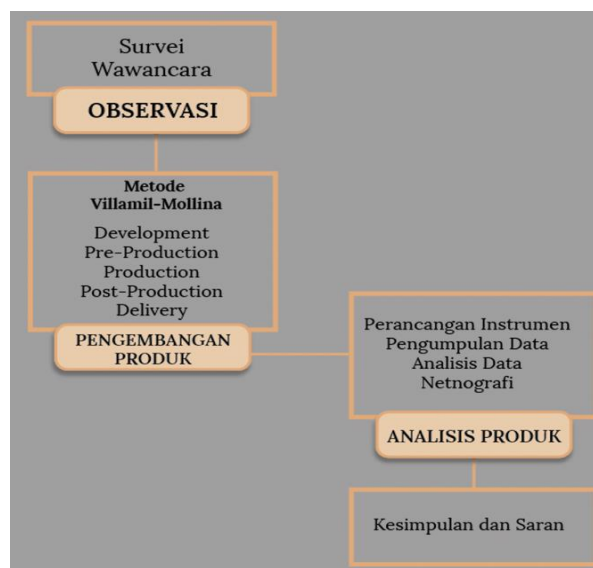 Survei
Wawancara
OBSERVASI
Metode
Villamil-Mollina
Development
Pre-Production
Production
Post-Production
Delivery
PENGEMBANGAN
PRODUK
Perancangan Instrumen
Pengumpulan Data
Analisis Data
Netnografi
ANALISIS PRODUK
Kesimpulan dan Saran